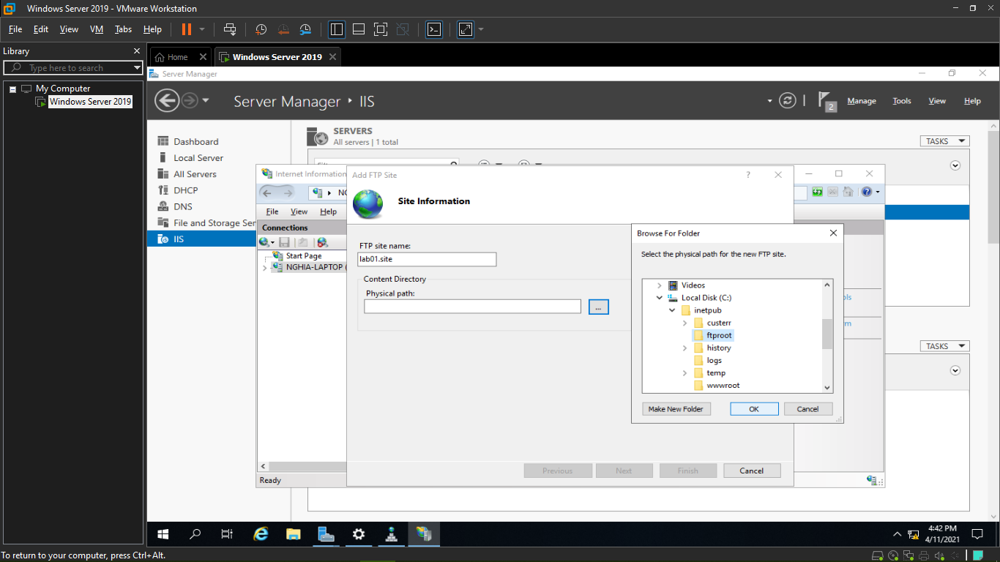 Windows Server 2019 - VMware Workstation
File Edit View VM Tabs Help
Library
Type here to search
My Computer
Windows Server 2019
Home
Windows Server 2019
Server Manager
Server Manager IIS
2
Manage Tools View Help
Dashboard
Local Server
All Servers
DHCP
DNS
File and Storage Ser
IIS
SERVERS
All servers | 1 total
TASKS
TASKS
Internet Information
File View Help
Connections
Start Page
NGHIA-LAPTOP (
Ready
Add FTP Site
?
Site Information
FTP site name:
lab01.site
Content Directory
Physical path:
...
Previous
Next
Finish
Cancel
Browse For Folder
Select the physical path for the new FTP site.
Videos
Local Disk (C:)
inetpub
custerr
ftproot
history
logs
temp
wwwroot
Make New Folder
OK
Cancel
4:42 PM
4/11/2021
To return to your computer, press Ctrl+Alt.